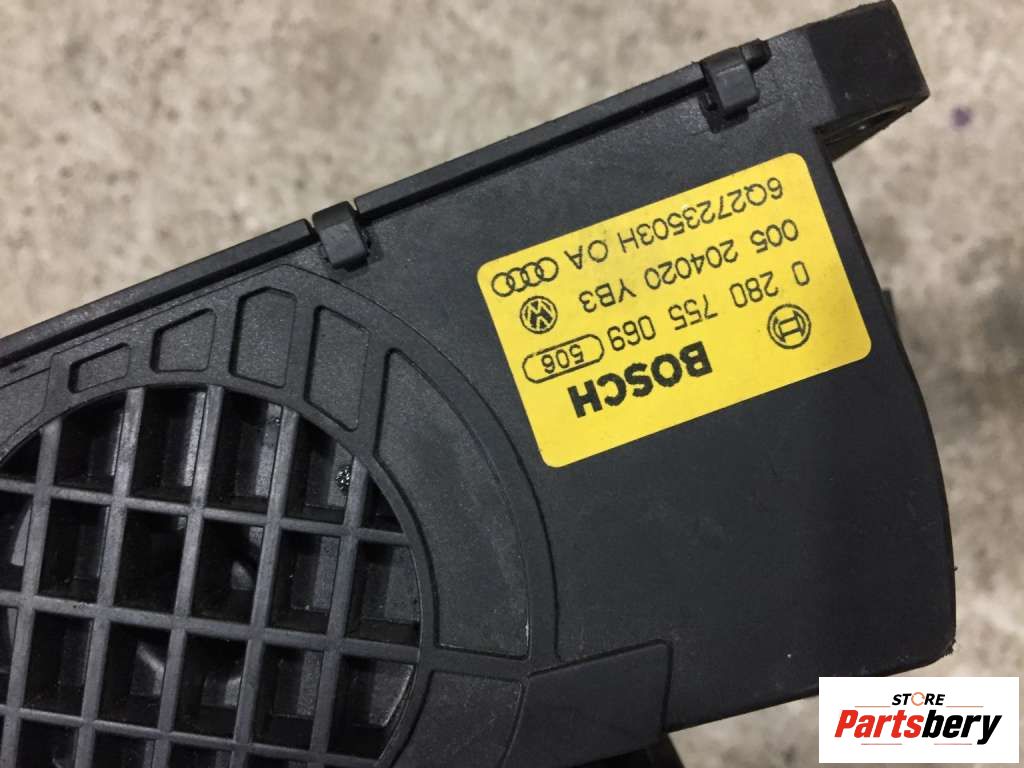 BOSCH
0 280 755 069 506
005 204020 YB3
6Q2723503H OA
STORE
Partsbery